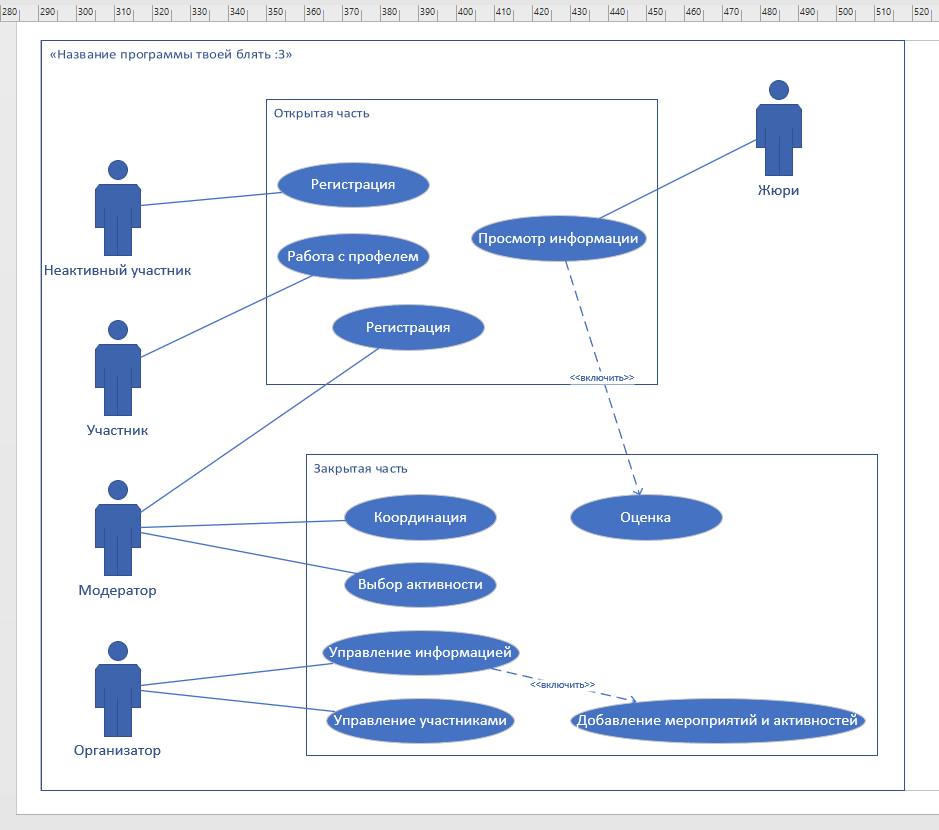 280 290 300 310 320 330 340 350 360 370 380 390 400 410 420 430 440 450 460 470 480 490 500 510 520
«Название программы твоей блять :3»
Открытая часть
Жюри
Регистрация
Просмотр информации
Неактивный участник
Работа с профелем
Регистрация
<<включить>>
Участник
Закрытая часть
Координация
Оценка
Выбор активности
Модератор
Управление информацией
<<включить>>
Управление участниками
Добавление мероприятий и активностей
Организатор